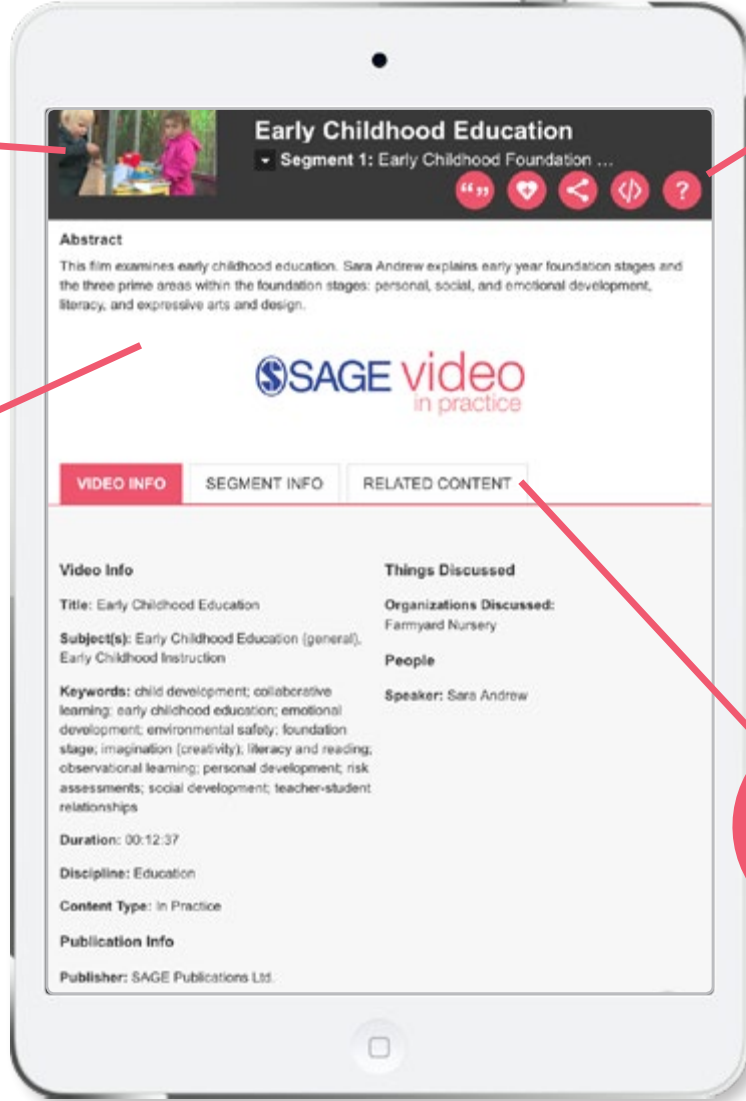 Early Childhood Education
Segment 1: Early Childhood Foundation ...
“ ”
</>
?
Abstract
This film examines early childhood education. Sara Andrew explains early year foundation stages and
the three prime areas within the foundation stages: personal, social, and emotional development,
literacy, and expressive arts and design.
SSAGE video
in practice
VIDEO INFO
SEGMENT INFO
RELATED CONTENT
Video Info
Title: Early Childhood Education
Subject(s): Early Childhood Education (general),
Early Childhood Instruction
Keywords: child development; collaborative
learning; early childhood education; emotional
development; environmental safety; foundation
stage; imagination (creativity); literacy and reading;
observational learning; personal development; risk
assessments; social development; teacher-student
relationships
Duration: 00:12:37
Discipline: Education
Content Type: In Practice
Publication Info
Publisher: SAGE Publications Ltd.
Things Discussed
Organizations Discussed:
Farmyard Nursery
People
Speaker: Sara Andrew